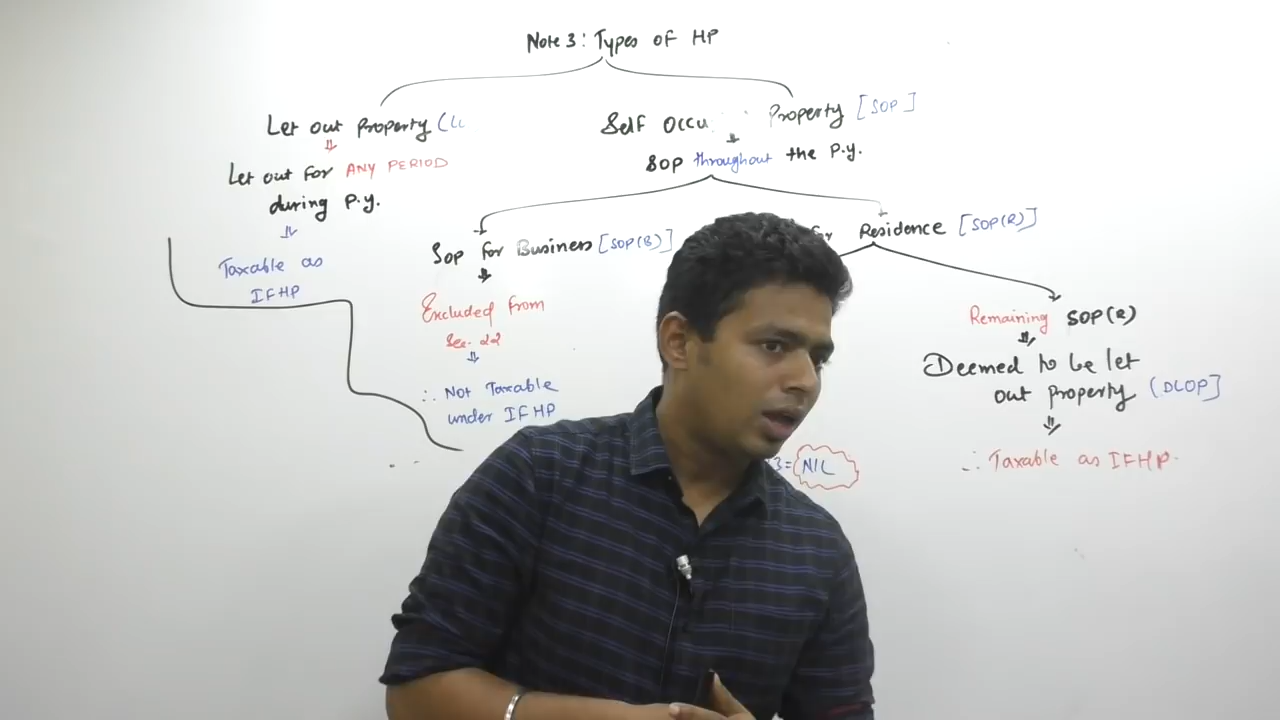 Note 3: Types of HP
Let out property (L
Let out for ANY PERIOD
during P.y.
Taxable as
IFHP
Self Occu Property [SOP]
SOP throughout the P.y.
Sop for Business [SOP(B)]
Excluded from
Sec. 22
∴ Not Taxable
under IFHP
for Residence [SOP(R)]
3 = NIL
Remaining SOP(R)
Deemed to be let
out property (DLOP]
∴ Taxable as IFHP.